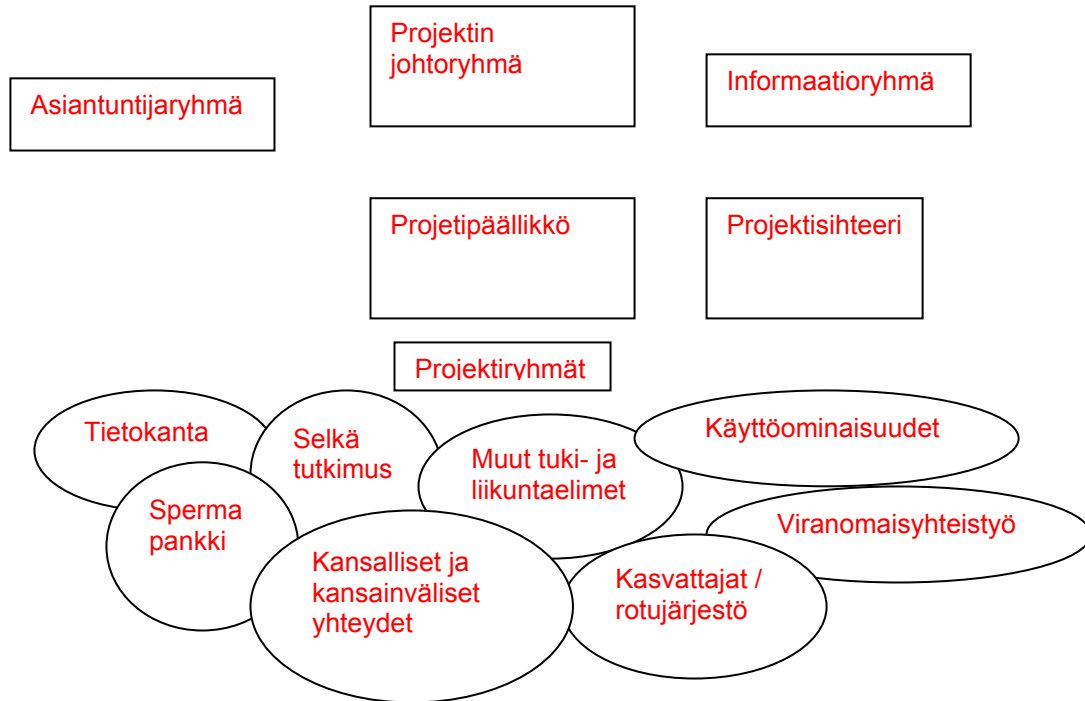 Projektin
johtoryhmä
Informaatioryhmä
Asiantuntijaryhmä
Projetipäällikkö
Projektisihteeri
Projektiryhmät
Tietokanta
Selkä
tutkimus
Muut tuki- ja
liikuntaelimet
Käyttöominaisuudet
Sperma
pankki
Viranomaisyhteistyö
Kansalliset ja
kansainväliset
yhteydet
Kasvattajat /
rotujärjestö